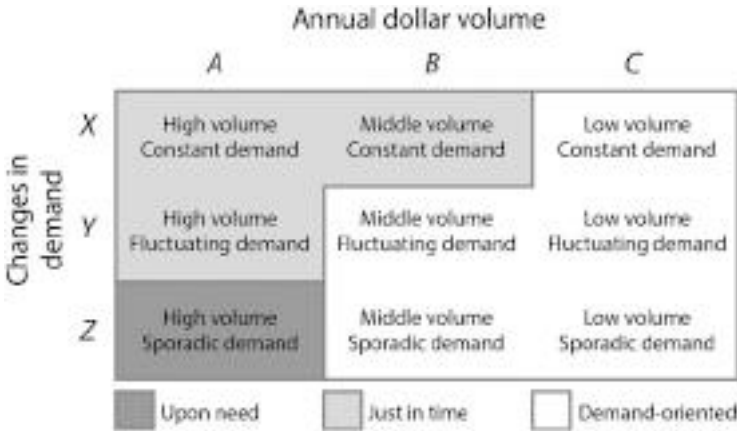 Annual dollar volume
A B C
Changes in
demand
X
High volume
Constant demand
Middle volume
Constant demand
Low volume
Constant demand
Y
High volume
Fluctuating demand
Middle volume
Fluctuating demand
Low volume
Fluctuating demand
Z
High volume
Sporadic demand
Middle volume
Sporadic demand
Low volume
Sporadic demand
Upon need
Just in time
Demand-oriented